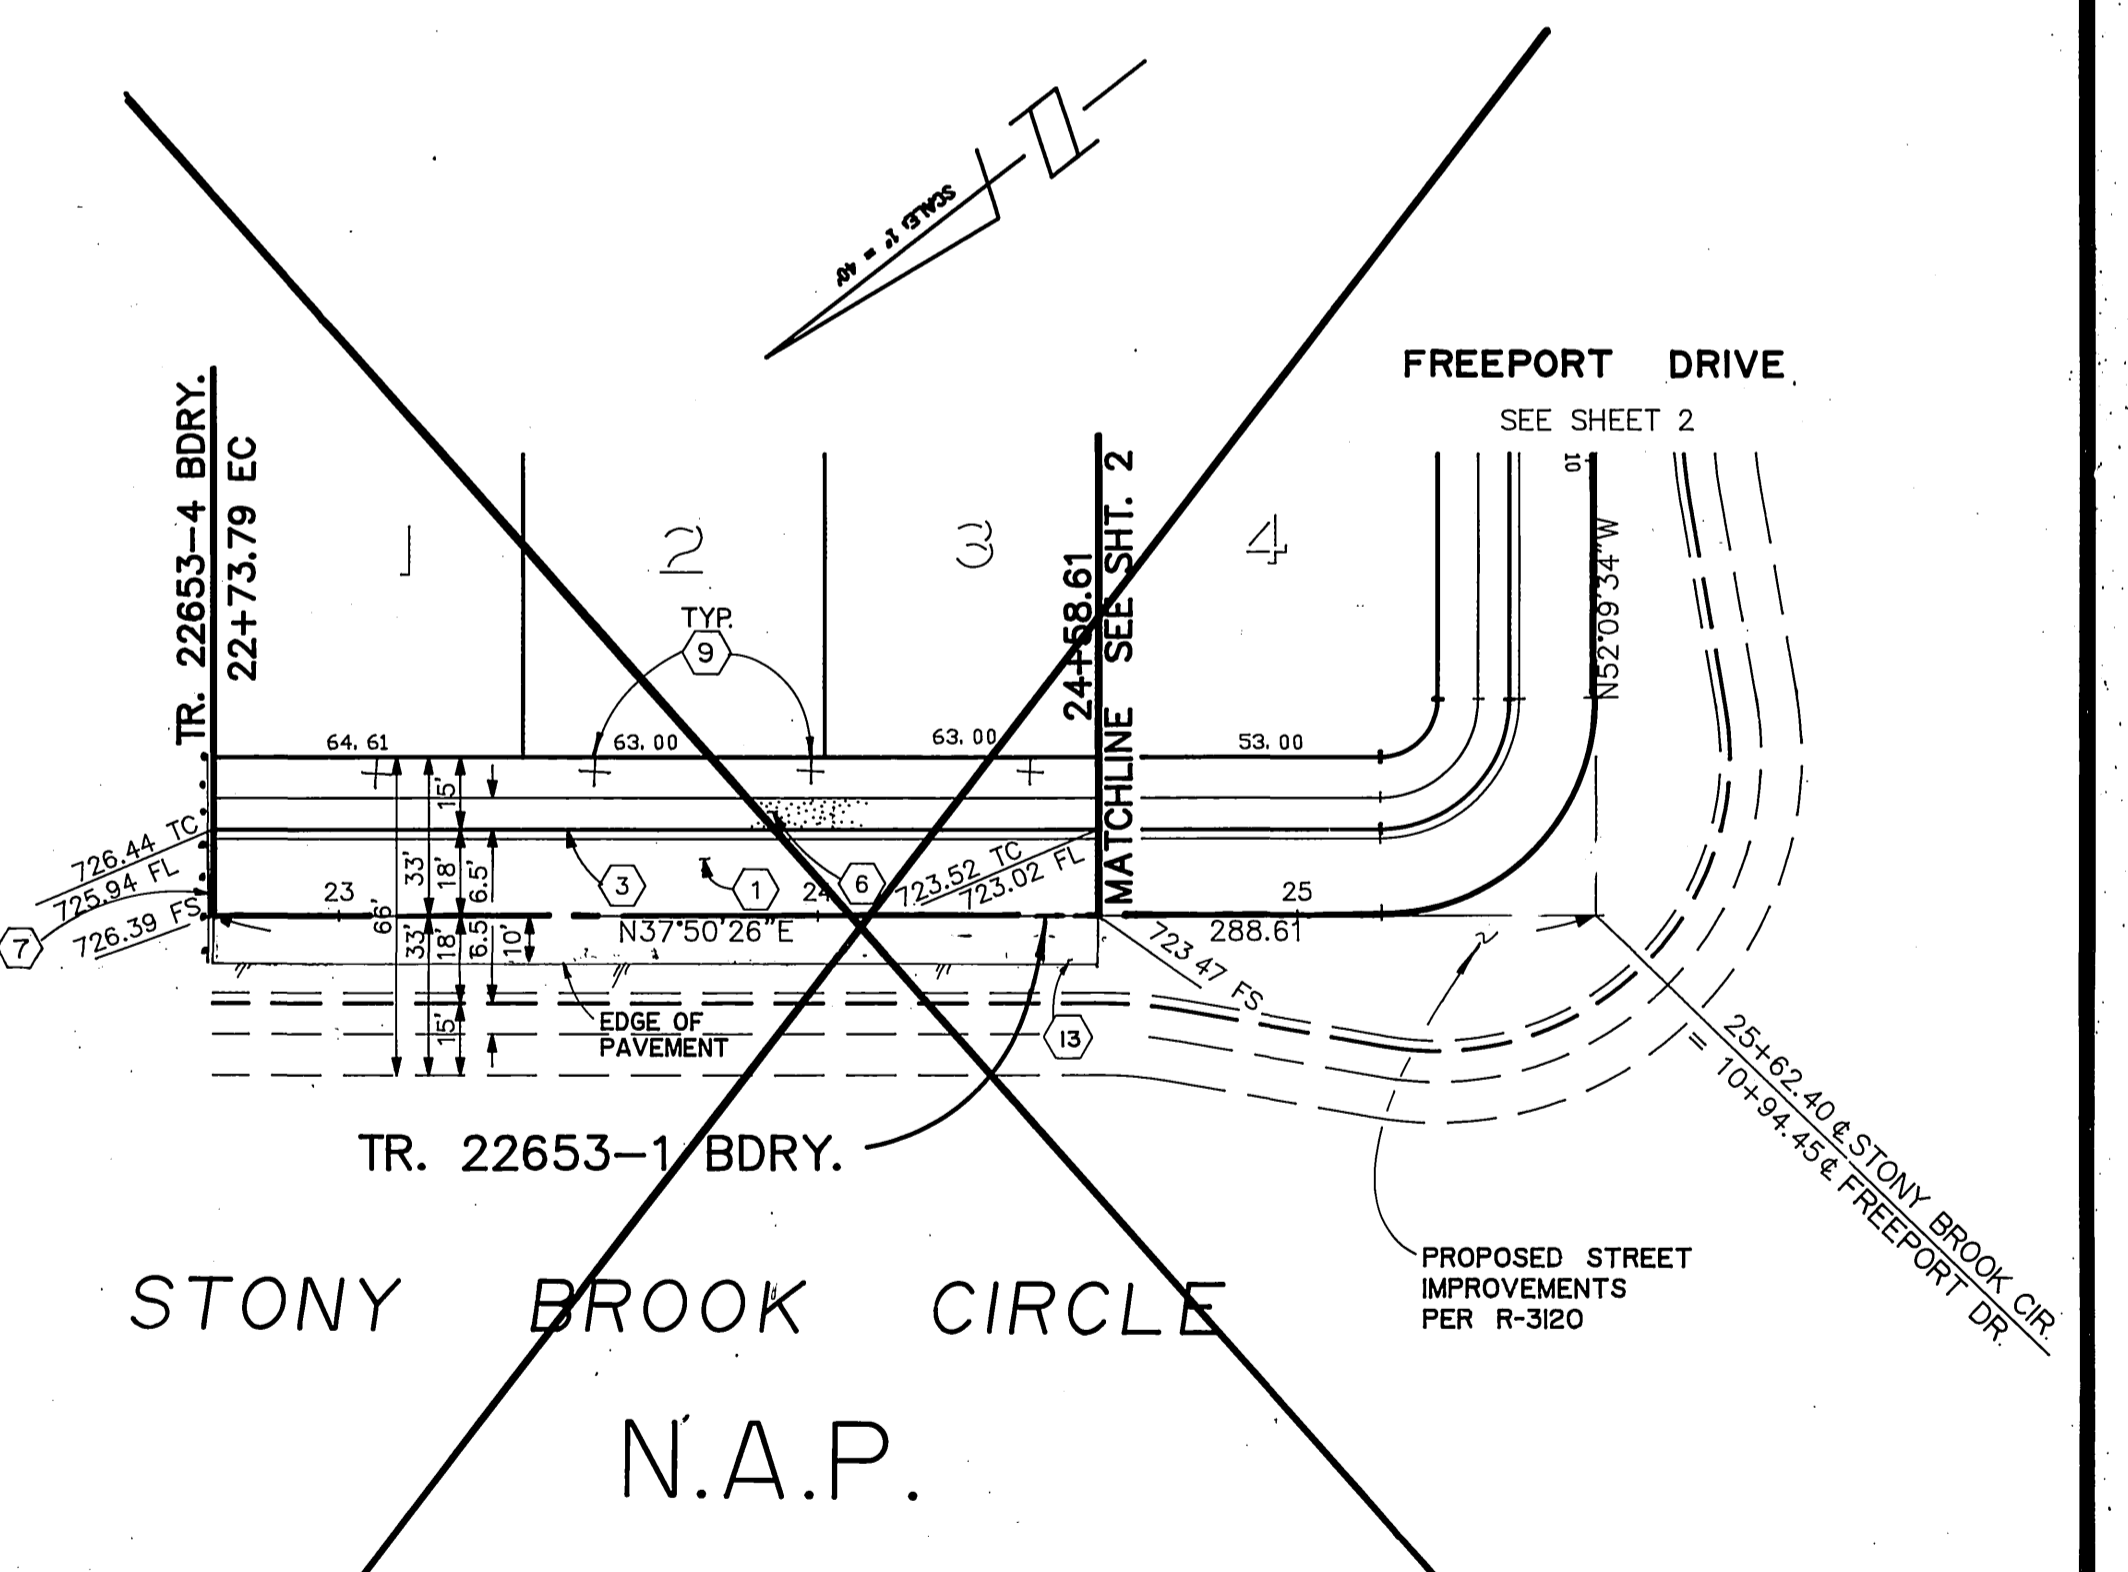 SCALE: 1" = 40'
FREEPORT DRIVE
SEE SHEET 2
TR. 22653-4 BDRY.
22+73.79 EC
1
2
3
4
24+58.61
MATCHLINE SEE SHT. 2
10
N52°09'34"W
TYP.
9
64.61
63.00
63.00
53.00
15'
726.44 TC
725.94 FL
726.39 FS
7
33'
18'
6.5'
66'
33'
18'
6.5'
10'
15'
23
3
1
24
6
723.52 TC
723.02 FL
25
N37°50'26"E
288.61
723.47 FS
EDGE OF
PAVEMENT
13
TR. 22653-1 BDRY.
25+62.40 ℄ STONY BROOK CIR.
= 10+94.45 ℄ FREEPORT DR.
PROPOSED STREET
IMPROVEMENTS
PER R-3120
STONY BROOK CIRCLE
N.A.P.